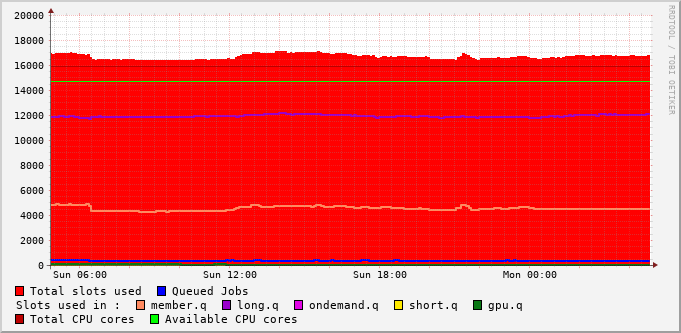 20000
18000
16000
14000
12000
10000
8000
6000
4000
2000
0
Sun 06:00 Sun 12:00 Sun 18:00 Mon 00:00
RRDTOOL / TOBI OETIKER
Total slots used Queued Jobs
Slots used in : member.q long.q ondemand.q short.q gpu.q
Total CPU cores Available CPU cores